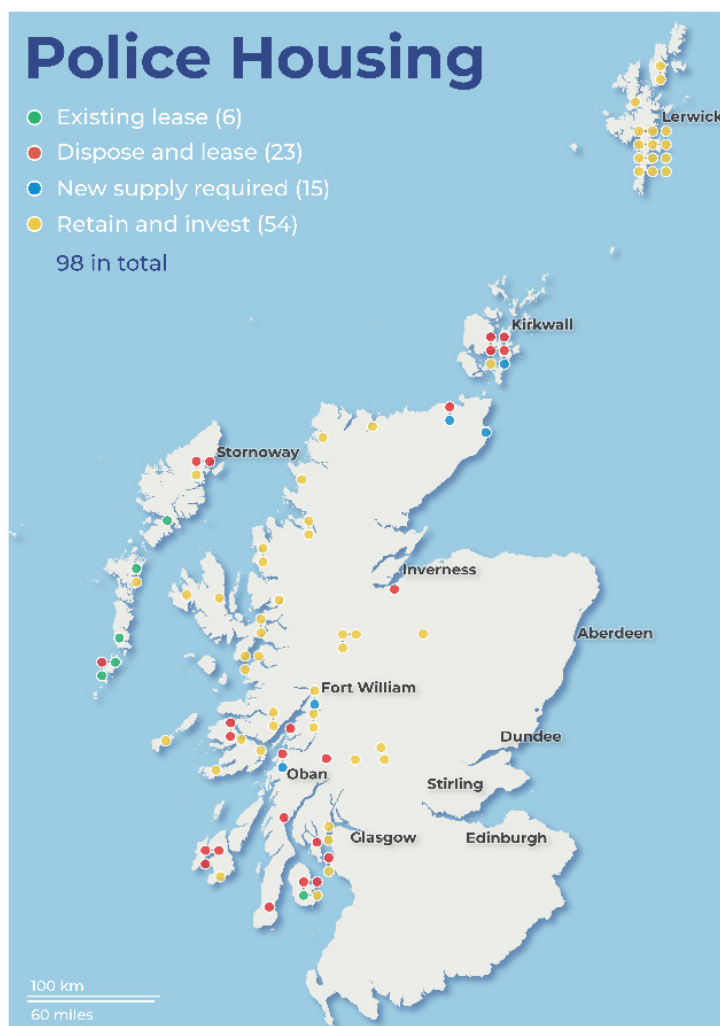 Police Housing
Existing lease (6)
Dispose and lease (23)
New supply required (15)
Retain and invest (54)
98 in total
Lerwick
Kirkwall
Stornoway
Inverness
Aberdeen
Fort William
Dundee
Oban
Stirling
Glasgow
Edinburgh
100 km
60 miles